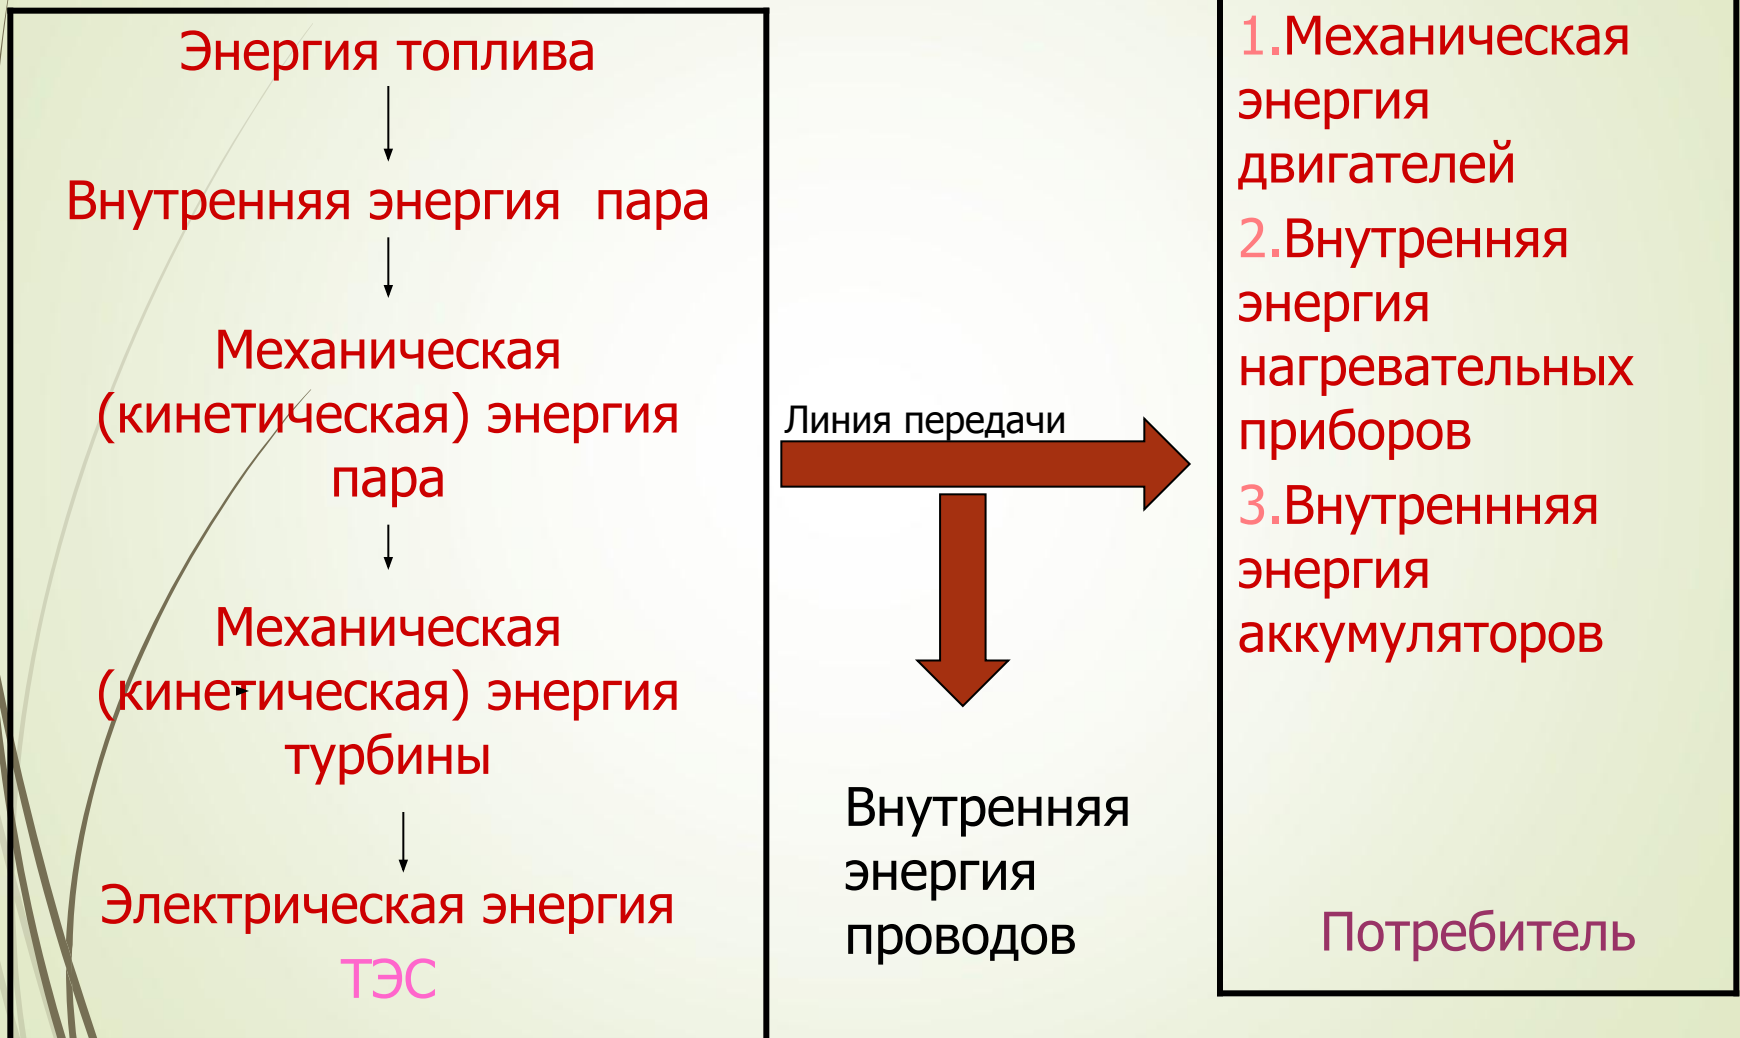 Энергия топлива
Внутренняя энергия пара
Механическая
(кинетическая) энергия
пара
Механическая
(кинетическая) энергия
турбины
Электрическая энергия
ТЭС
Линия передачи
Внутренняя
энергия
проводов
1.Механическая
энергия
двигателей
2.Внутренняя
энергия
нагревательных
приборов
3.Внутреннняя
энергия
аккумуляторов
Потребитель